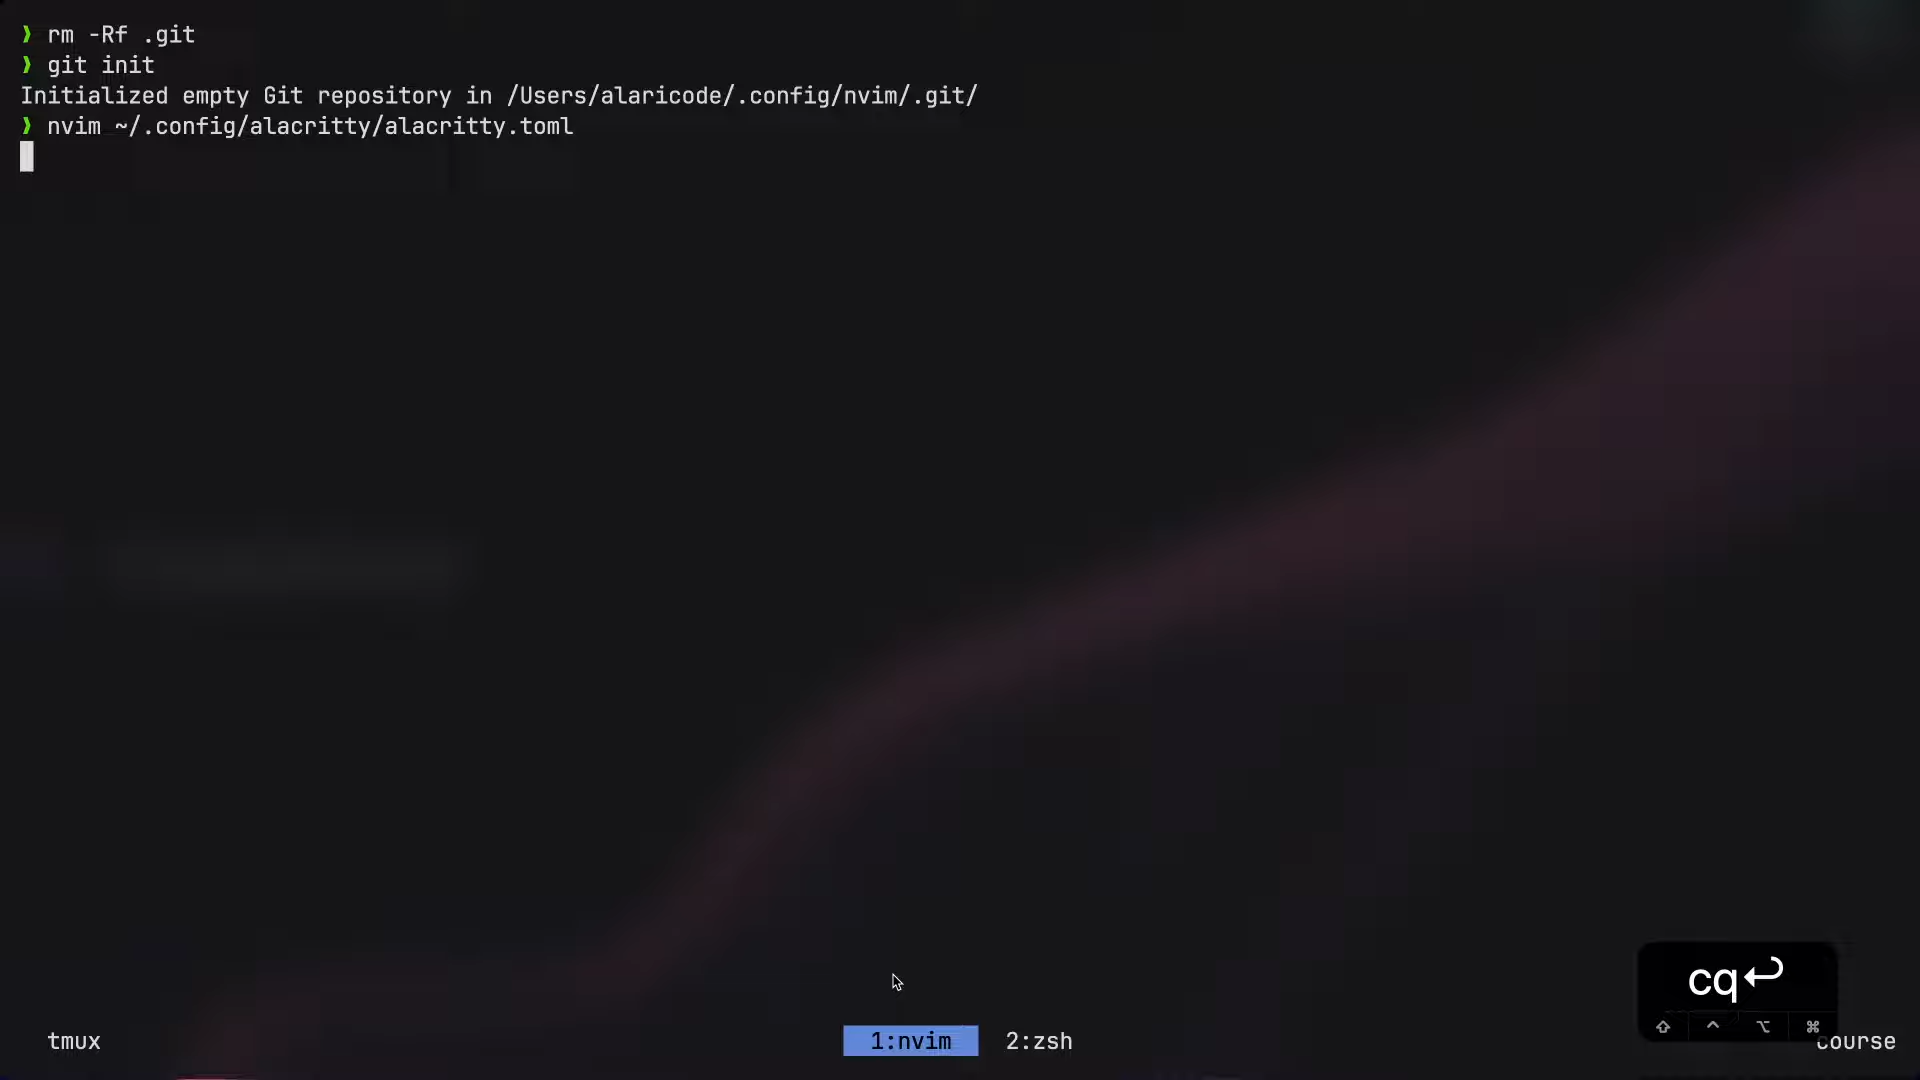 ❯ rm -Rf .git
❯ git init
Initialized empty Git repository in /Users/alaricode/.config/nvim/.git/
❯ nvim ~/.config/alacritty/alacritty.toml
cq↩
⇧ ^ ⌥ ⌘
tmux 1:nvim 2:zsh course